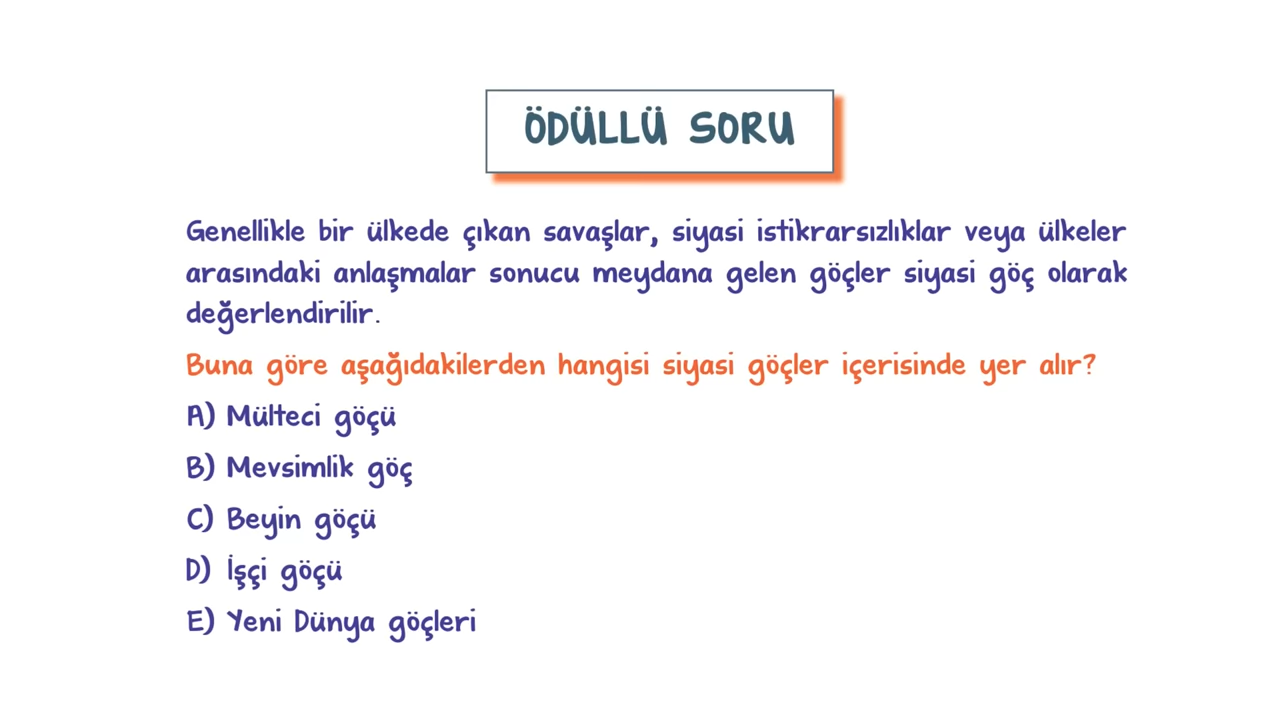 ÖDÜLLÜ SORU
Genellikle bir ülkede çıkan savaşlar, siyasi istikrarsızlıklar veya ülkeler
arasındaki anlaşmalar sonucu meydana gelen göçler siyasi göç olarak
değerlendirilir.
Buna göre aşağıdakilerden hangisi siyasi göçler içerisinde yer alır?
A) Mülteci göçü
B) Mevsimlik göç
C) Beyin göçü
D) İşçi göçü
E) Yeni Dünya göçleri